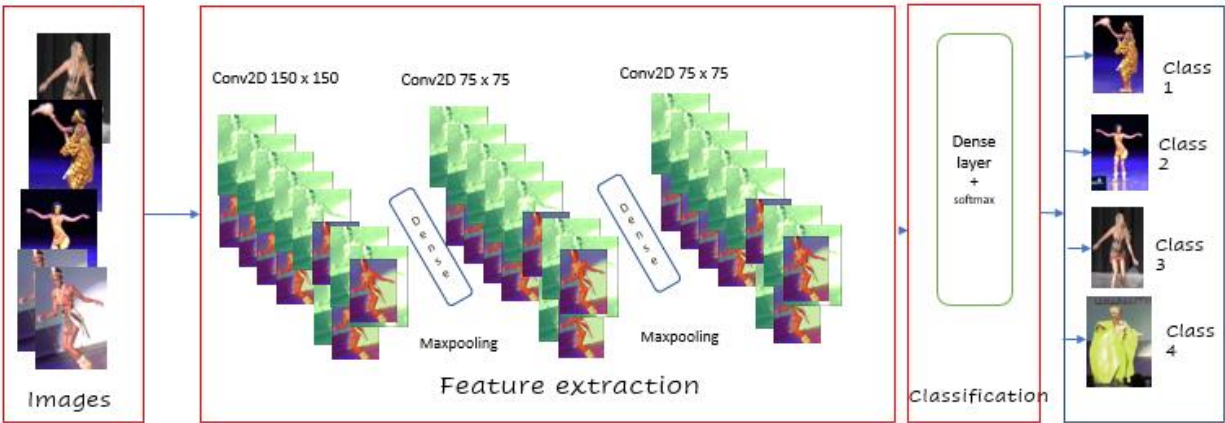 Conv2D 150 x 150
Conv2D 75 x 75
Conv2D 75 x 75
Dense
Dense
Maxpooling
Maxpooling
Feature extraction
Images
Dense
layer
+
softmax
Classification
Class
1
Class
2
Class
3
Class
4